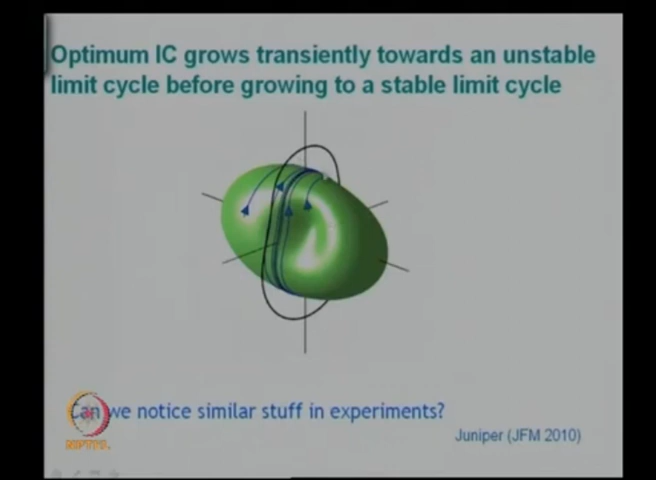 Optimum IC grows transiently towards an unstable
limit cycle before growing to a stable limit cycle
Can we notice similar stuff in experiments?
Juniper (JFM 2010)
NPTEL